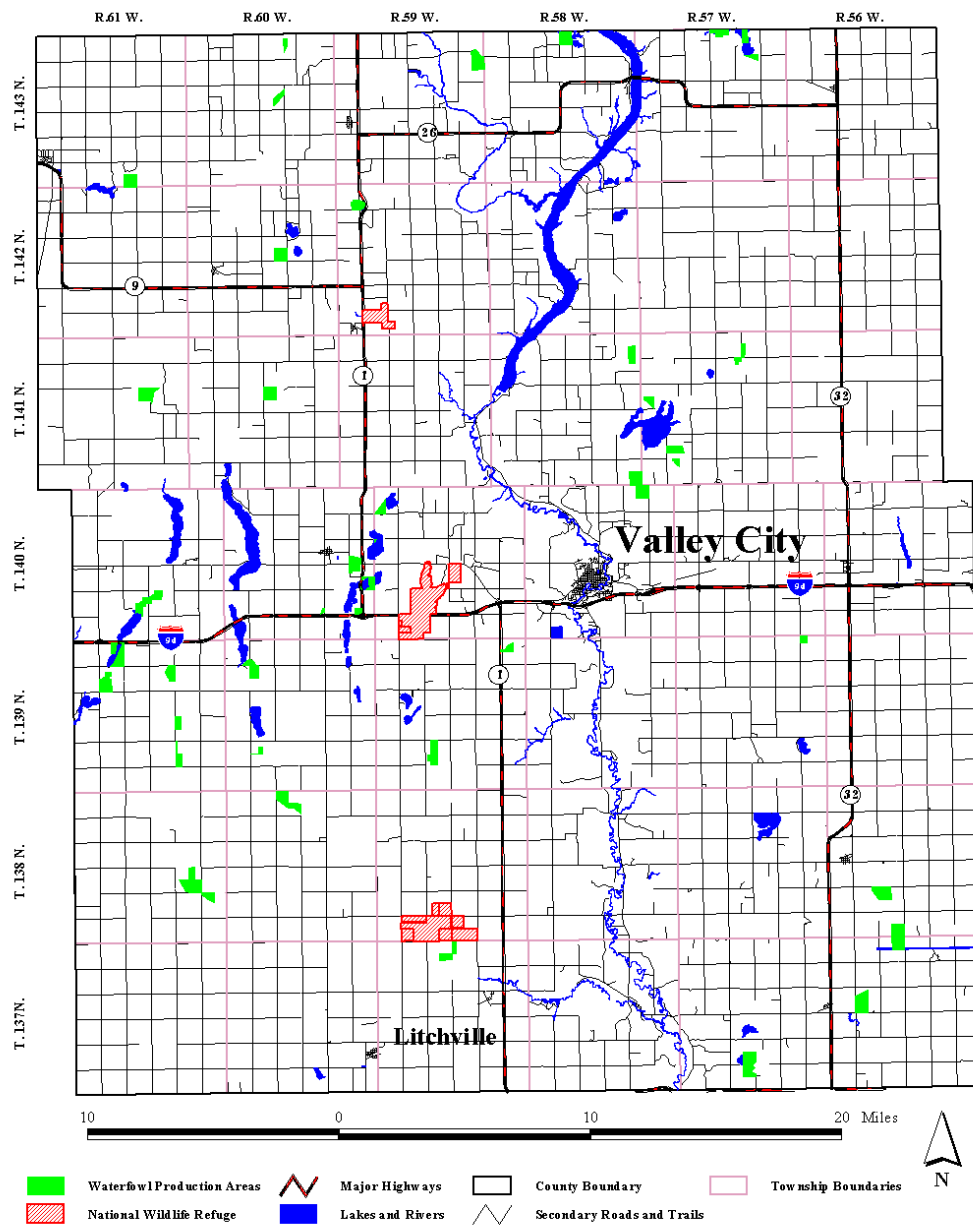 R.61 W. R.60 W. R.59 W. R.58 W. R.57 W. R.56 W.
T.143 N.
26
T.142 N.
9
1
T.141 N.
32
Valley City
T.140 N.
94
94
1
T.139 N.
32
T.138 N.
T.137N.
Litchville
10 0 10 20 Miles
N
Waterfowl Production Areas Major Highways County Boundary Township Boundaries
National Wildlife Refuge Lakes and Rivers Secondary Roads and Trails